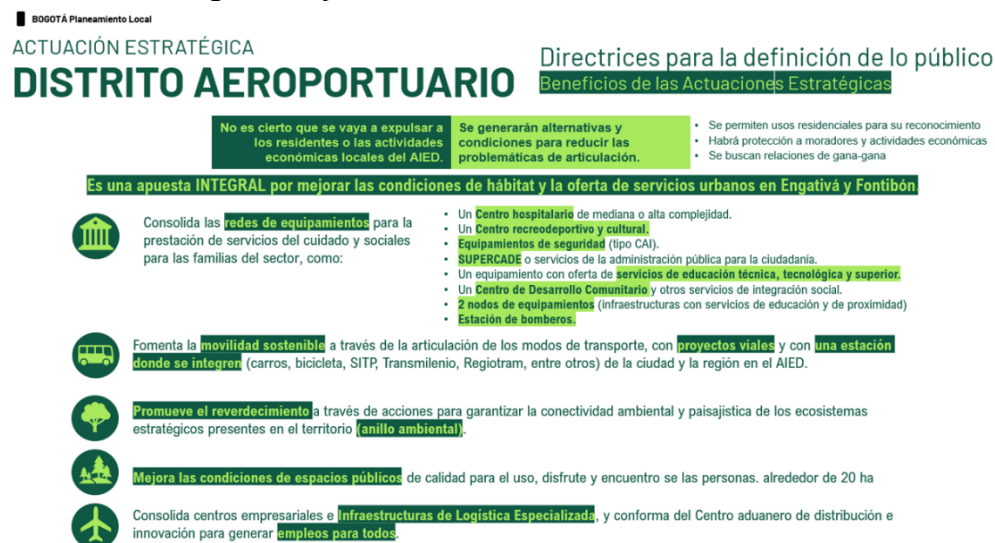 BOGOTÁ Planeamiento Local
ACTUACIÓN ESTRATÉGICA
DISTRITO AEROPORTUARIO
Directrices para la definición de lo público
Beneficios de las Actuaciones Estratégicas
No es cierto que se vaya a expulsar a
los residentes o las actividades
económicas locales del AIED.
Se generarán alternativas y
condiciones para reducir las
problemáticas de articulación.
• Se permiten usos residenciales para su reconocimiento
• Habrá protección a moradores y actividades económicas
• Se buscan relaciones de gana-gana
Es una apuesta INTEGRAL por mejorar las condiciones de hábitat y la oferta de servicios urbanos en Engativá y Fontibón.
Consolida las redes de equipamientos para la
prestación de servicios del cuidado y sociales
para las familias del sector, como:
• Un Centro hospitalario de mediana o alta complejidad.
• Un Centro recreodeportivo y cultural.
• Equipamientos de seguridad (tipo CAI).
• SUPERCADE o servicios de la administración pública para la ciudadanía.
• Un equipamiento con oferta de servicios de educación técnica, tecnológica y superior.
• Un Centro de Desarrollo Comunitario y otros servicios de integración social.
• 2 nodos de equipamientos (infraestructuras con servicios de educación y de proximidad)
• Estación de bomberos.
Fomenta la movilidad sostenible a través de la articulación de los modos de transporte, con proyectos viales y con una estación
donde se integren (carros, bicicleta, SITP, Transmilenio, Regiotram, entre otros) de la ciudad y la región en el AIED.
Promueve el reverdecimiento a través de acciones para garantizar la conectividad ambiental y paisajística de los ecosistemas
estratégicos presentes en el territorio (anillo ambiental).
Mejora las condiciones de espacios públicos de calidad para el uso, disfrute y encuentro se las personas. alrededor de 20 ha
Consolida centros empresariales e Infraestructuras de Logística Especializada, y conforma del Centro aduanero de distribución e
innovación para generar empleos para todos.